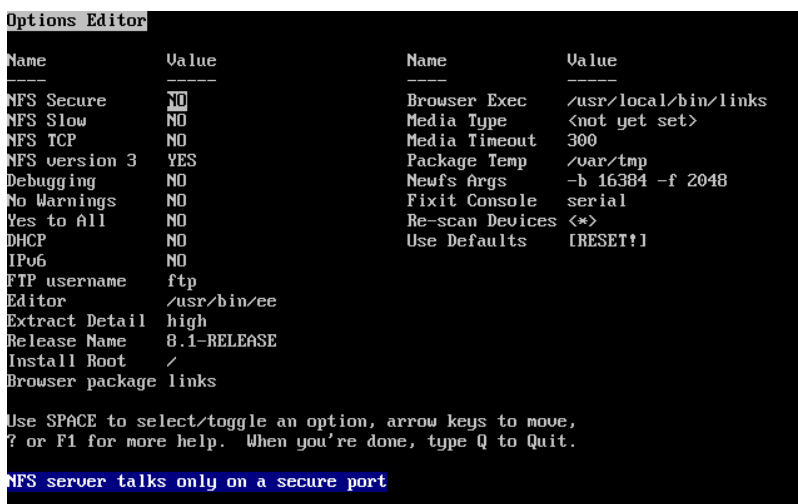 Options Editor
Name Value Name Value
---- ----- ---- -----
NFS Secure NO Browser Exec /usr/local/bin/links
NFS Slow NO Media Type <not yet set>
NFS TCP NO Media Timeout 300
NFS version 3 YES Package Temp /var/tmp
Debugging NO Newfs Args -b 16384 -f 2048
No Warnings NO Fixit Console serial
Yes to All NO Re-scan Devices <*>
DHCP NO Use Defaults [RESET!]
IPv6 NO
FTP username ftp
Editor /usr/bin/ee
Extract Detail high
Release Name 8.1-RELEASE
Install Root /
Browser package links
Use SPACE to select/toggle an option, arrow keys to move,
? or F1 for more help. When you're done, type Q to Quit.
NFS server talks only on a secure port